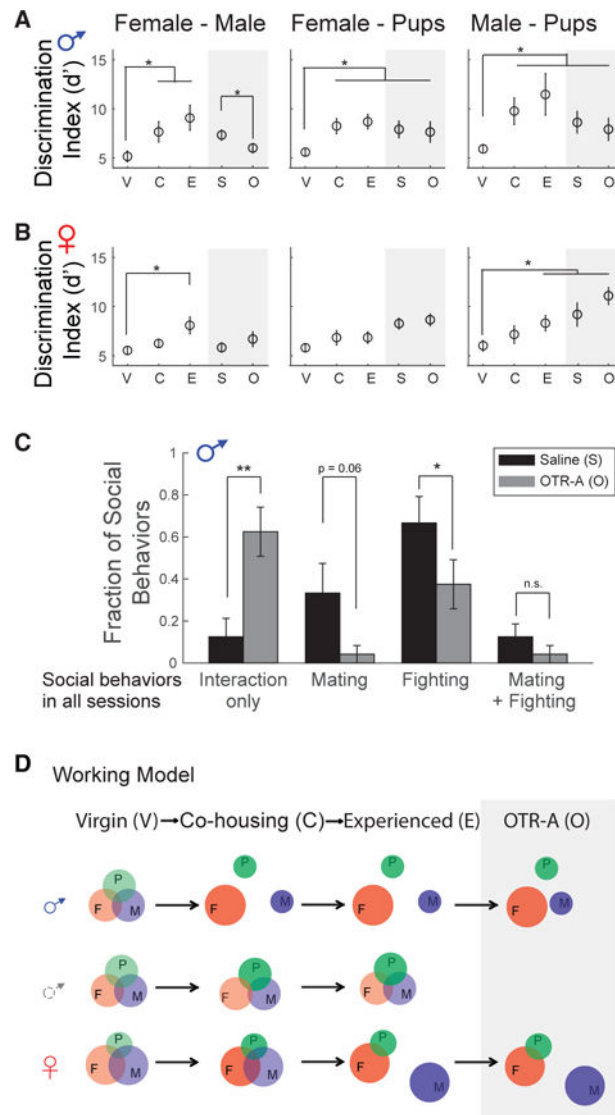 A
Female - Male
Female - Pups
Male - Pups
Discrimination
Index (d')
15
10
5
*
*
V C E S O
*
V C E S O
*
V C E S O
B
Discrimination
Index (d')
15
10
5
*
V C E S O
V C E S O
*
V C E S O
C
Fraction of Social
Behaviors
1
0.8
0.6
0.4
0.2
0
**
p = 0.06
*
n.s.
Saline (S)
OTR-A (O)
Social behaviors
in all sessions
Interaction
only
Mating
Fighting
Mating
+ Fighting
D
Working Model
Virgin (V) → Co-housing (C) → Experienced (E)
OTR-A (O)
P F M
P F M
P F M
P F M
P F M
P F M
P F M
P F M
P F M
P F M
P F M